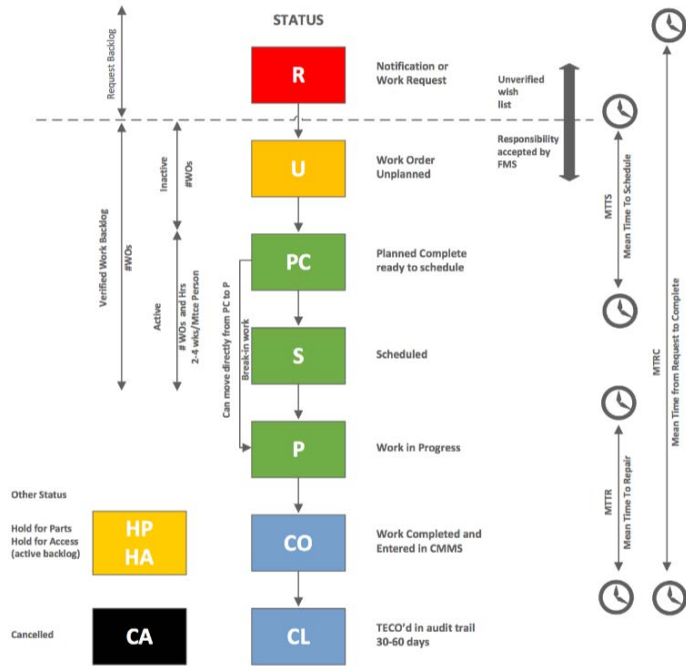 STATUS
Request Backlog
R
Notification or
Work Request
Unverified
wish
list
Responsibility
accepted by
FMS
Verified Work Backlog
#WOs
Inactive
#WOs
U
Work Order
Unplanned
MTTS
Mean Time To Schedule
Active
# WOs and Hrs
2-4 wks/Mtce Person
Can move directly from PC to P
Break-in work
PC
Planned Complete
ready to schedule
S
Scheduled
MTRC
Mean Time from Request to Complete
P
Work in Progress
MTTR
Mean Time To Repair
Other Status
Hold for Parts
Hold for Access
(active backlog)
HP
HA
CO
Work Completed and
Entered in CMMS
Cancelled
CA
CL
TECO'd in audit trail
30-60 days